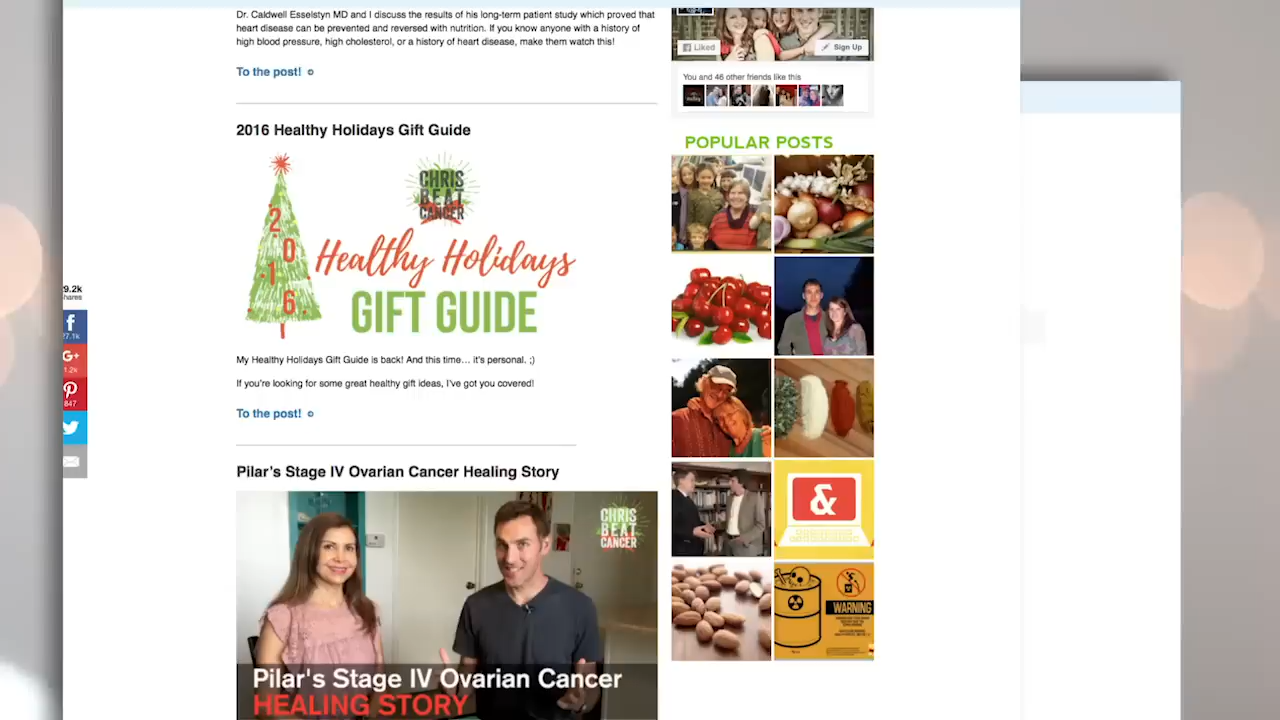 Dr. Caldwell Esselstyn MD and I discuss the results of his long-term patient study which proved that
heart disease can be prevented and reversed with nutrition. If you know anyone with a history of
high blood pressure, high cholesterol, or a history of heart disease, make them watch this!
To the post!
2016 Healthy Holidays Gift Guide
CHRIS
BEAT
CANCER
2016
Healthy Holidays
GIFT GUIDE
My Healthy Holidays Gift Guide is back! And this time… it's personal. ;)
If you're looking for some great healthy gift ideas, I've got you covered!
To the post!
Pilar's Stage IV Ovarian Cancer Healing Story
CHRIS
BEAT
CANCER
Pilar's Stage IV Ovarian Cancer
HEALING STORY
Liked
Sign Up
You and 46 other friends like this
POPULAR POSTS
&
WARNING
9.2k
hares
f
G+
1.2k
847